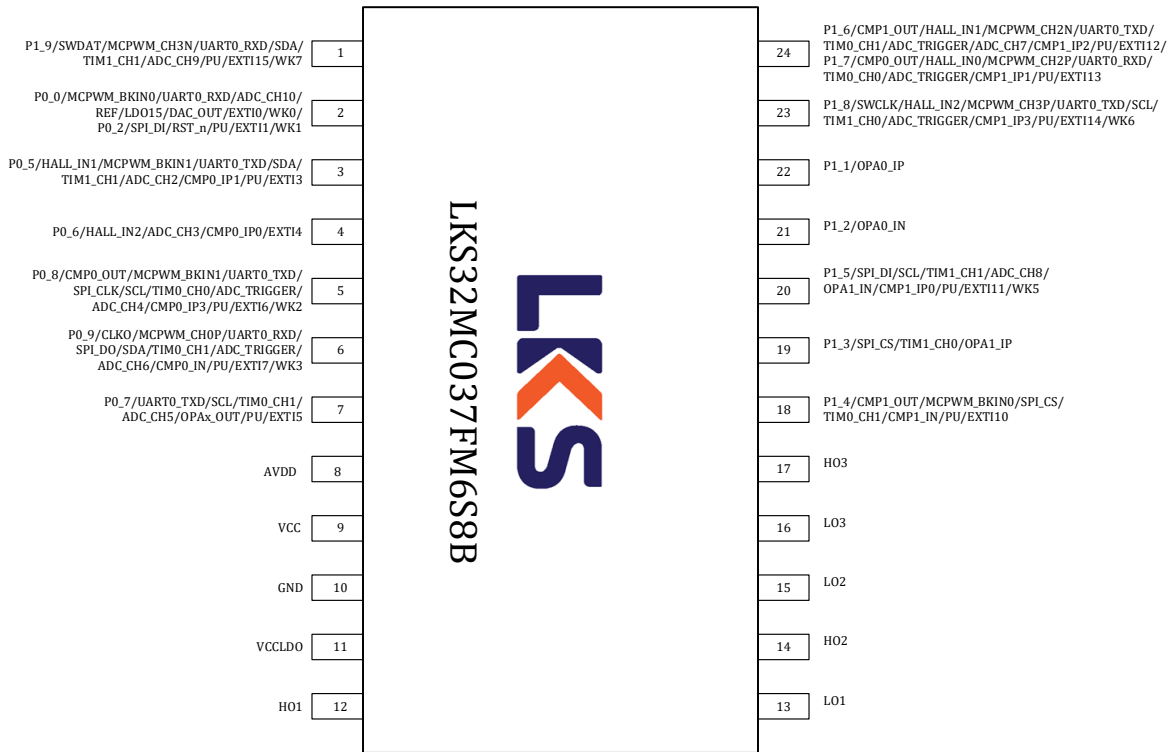 P1_9/SWDAT/MCPWM_CH3N/UART0_RXD/SDA/
TIM1_CH1/ADC_CH9/PU/EXTI15/WK7
1
P0_0/MCPWM_BKIN0/UART0_RXD/ADC_CH10/
REF/LDO15/DAC_OUT/EXTI0/WK0/
P0_2/SPI_DI/RST_n/PU/EXTI1/WK1
2
P0_5/HALL_IN1/MCPWM_BKIN1/UART0_TXD/SDA/
TIM1_CH1/ADC_CH2/CMP0_IP1/PU/EXTI3
3
P0_6/HALL_IN2/ADC_CH3/CMP0_IP0/EXTI4
4
P0_8/CMP0_OUT/MCPWM_BKIN1/UART0_TXD/
SPI_CLK/SCL/TIM0_CH0/ADC_TRIGGER/
ADC_CH4/CMP0_IP3/PU/EXTI6/WK2
5
P0_9/CLKO/MCPWM_CH0P/UART0_RXD/
SPI_DO/SDA/TIM0_CH1/ADC_TRIGGER/
ADC_CH6/CMP0_IN/PU/EXTI7/WK3
6
P0_7/UART0_TXD/SCL/TIM0_CH1/
ADC_CH5/OPAx_OUT/PU/EXTI5
7
AVDD
8
VCC
9
GND
10
VCCLDO
11
HO1
12
LKS32MC037FM6S8B
LKS
24
P1_6/CMP1_OUT/HALL_IN1/MCPWM_CH2N/UART0_TXD/
TIM0_CH1/ADC_TRIGGER/ADC_CH7/CMP1_IP2/PU/EXTI12/
P1_7/CMP0_OUT/HALL_IN0/MCPWM_CH2P/UART0_RXD/
TIM0_CH0/ADC_TRIGGER/CMP1_IP1/PU/EXTI13
23
P1_8/SWCLK/HALL_IN2/MCPWM_CH3P/UART0_TXD/SCL/
TIM1_CH0/ADC_TRIGGER/CMP1_IP3/PU/EXTI14/WK6
22
P1_1/OPA0_IP
21
P1_2/OPA0_IN
20
P1_5/SPI_DI/SCL/TIM1_CH1/ADC_CH8/
OPA1_IN/CMP1_IP0/PU/EXTI11/WK5
19
P1_3/SPI_CS/TIM1_CH0/OPA1_IP
18
P1_4/CMP1_OUT/MCPWM_BKIN0/SPI_CS/
TIM0_CH1/CMP1_IN/PU/EXTI10
17
HO3
16
LO3
15
LO2
14
HO2
13
LO1